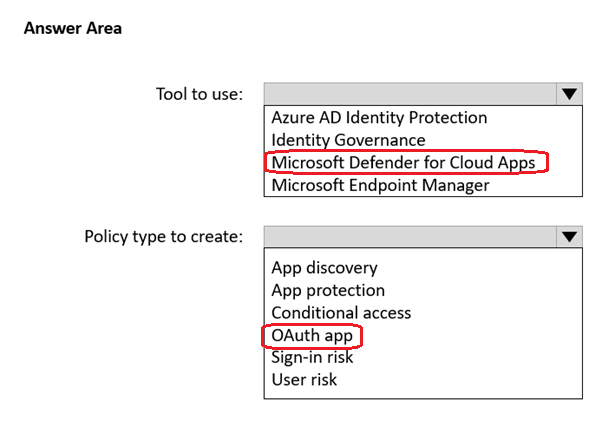 Answer Area
Tool to use:
Azure AD Identity Protection
Identity Governance
Microsoft Defender for Cloud Apps
Microsoft Endpoint Manager
Policy type to create:
App discovery
App protection
Conditional access
OAuth app
Sign-in risk
User risk